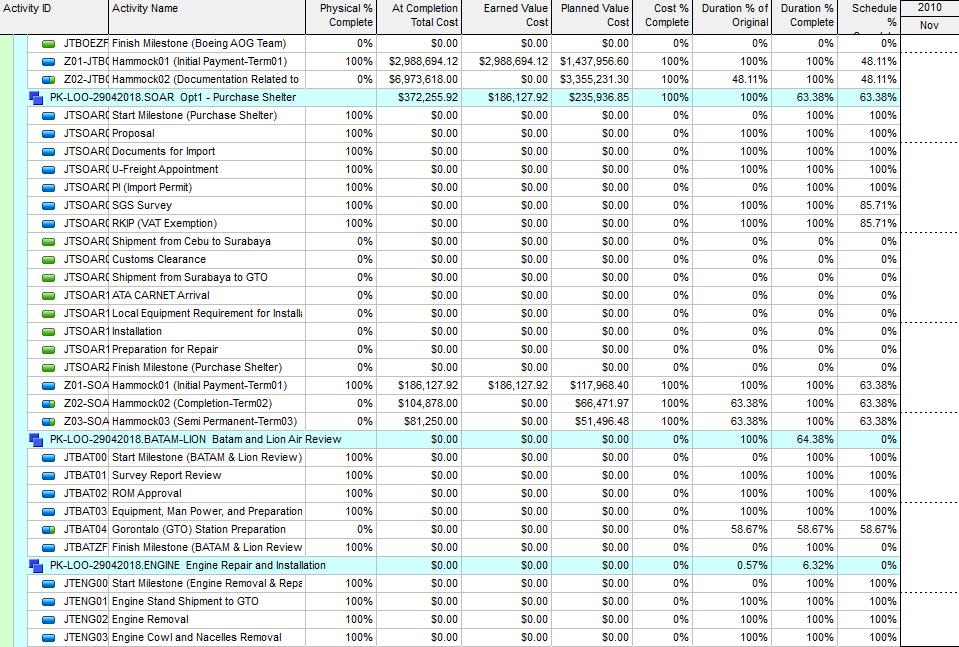 Activity ID Activity Name Physical % Complete At Completion Total Cost Earned Value Cost Planned Value Cost Cost % Complete Duration % of Original Duration % Complete Schedule % 2010 Nov
JTBOEZF Finish Milestone (Boeing AOG Team) 0% $0.00 $0.00 $0.00 0% 0% 0% 0%
Z01-JTBO Hammock01 (Initial Payment-Term01) 100% $2,988,694.12 $2,988,694.12 $1,437,956.60 100% 100% 100% 48.11%
Z02-JTBO Hammock02 (Documentation Related to 0% $6,973,618.00 $0.00 $3,355,231.30 100% 48.11% 48.11% 48.11%
PK-LOO-29042018.SOAR Opt1 - Purchase Shelter $372,255.92 $186,127.92 $235,936.85 100% 100% 63.38% 63.38%
JTSOAR0 Start Milestone (Purchase Shelter) 100% $0.00 $0.00 $0.00 0% 0% 100% 100%
JTSOAR0 Proposal 100% $0.00 $0.00 $0.00 0% 100% 100% 100%
JTSOAR0 Documents for Import 100% $0.00 $0.00 $0.00 0% 100% 100% 100%
JTSOAR0 U-Freight Appointment 100% $0.00 $0.00 $0.00 0% 100% 100% 100%
JTSOAR0 PI (Import Permit) 100% $0.00 $0.00 $0.00 0% 100% 100% 100%
JTSOAR0 SGS Survey 100% $0.00 $0.00 $0.00 0% 100% 100% 85.71%
JTSOAR0 RKIP (VAT Exemption) 100% $0.00 $0.00 $0.00 0% 100% 100% 85.71%
JTSOAR0 Shipment from Cebu to Surabaya 0% $0.00 $0.00 $0.00 0% 0% 0% 0%
JTSOAR0 Customs Clearance 0% $0.00 $0.00 $0.00 0% 0% 0% 0%
JTSOAR0 Shipment from Surabaya to GTO 0% $0.00 $0.00 $0.00 0% 0% 0% 0%
JTSOAR1 ATA CARNET Arrival 0% $0.00 $0.00 $0.00 0% 0% 0% 0%
JTSOAR1 Local Equipment Requirement for Installa 0% $0.00 $0.00 $0.00 0% 0% 0% 0%
JTSOAR1 Installation 0% $0.00 $0.00 $0.00 0% 0% 0% 0%
JTSOAR1 Preparation for Repair 0% $0.00 $0.00 $0.00 0% 0% 0% 0%
JTSOARZ Finish Milestone (Purchase Shelter) 0% $0.00 $0.00 $0.00 0% 0% 0% 0%
Z01-SOA Hammock01 (Initial Payment-Term01) 100% $186,127.92 $186,127.92 $117,968.40 100% 100% 100% 63.38%
Z02-SOA Hammock02 (Completion-Term02) 0% $104,878.00 $0.00 $66,471.97 100% 63.38% 63.38% 63.38%
Z03-SOA Hammock03 (Semi Permanent-Term03) 0% $81,250.00 $0.00 $51,496.48 100% 63.38% 63.38% 63.38%
PK-LOO-29042018.BATAM-LION Batam and Lion Air Review $0.00 $0.00 $0.00 0% 100% 64.38% 0%
JTBAT00 Start Milestone (BATAM & Lion Review) 100% $0.00 $0.00 $0.00 0% 0% 100% 100%
JTBAT01 Survey Report Review 100% $0.00 $0.00 $0.00 0% 100% 100% 100%
JTBAT02 ROM Approval 100% $0.00 $0.00 $0.00 0% 100% 100% 100%
JTBAT03 Equipment, Man Power, and Preparation 100% $0.00 $0.00 $0.00 0% 100% 100% 100%
JTBAT04 Gorontalo (GTO) Station Preparation 0% $0.00 $0.00 $0.00 0% 58.67% 58.67% 58.67%
JTBATZF Finish Milestone (BATAM & Lion Review 100% $0.00 $0.00 $0.00 0% 0% 100% 0%
PK-LOO-29042018.ENGINE Engine Repair and Installation $0.00 $0.00 $0.00 0% 0.57% 6.32% 0%
JTENG00 Start Milestone (Engine Removal & Repa 100% $0.00 $0.00 $0.00 0% 0% 100% 100%
JTENG01 Engine Stand Shipment to GTO 100% $0.00 $0.00 $0.00 0% 100% 100% 100%
JTENG02 Engine Removal 100% $0.00 $0.00 $0.00 0% 100% 100% 100%
JTENG03 Engine Cowl and Nacelles Removal 100% $0.00 $0.00 $0.00 0% 100% 100% 100%